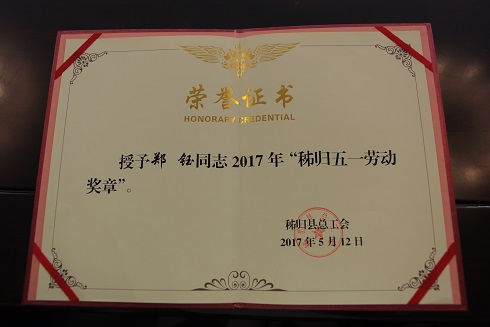 荣誉证书
HONORARY CREDENTIAL
授予郑 钰同志 2017 年“秭归五一劳动
奖章”。
秭归县总工会
2017 年 5 月 12 日